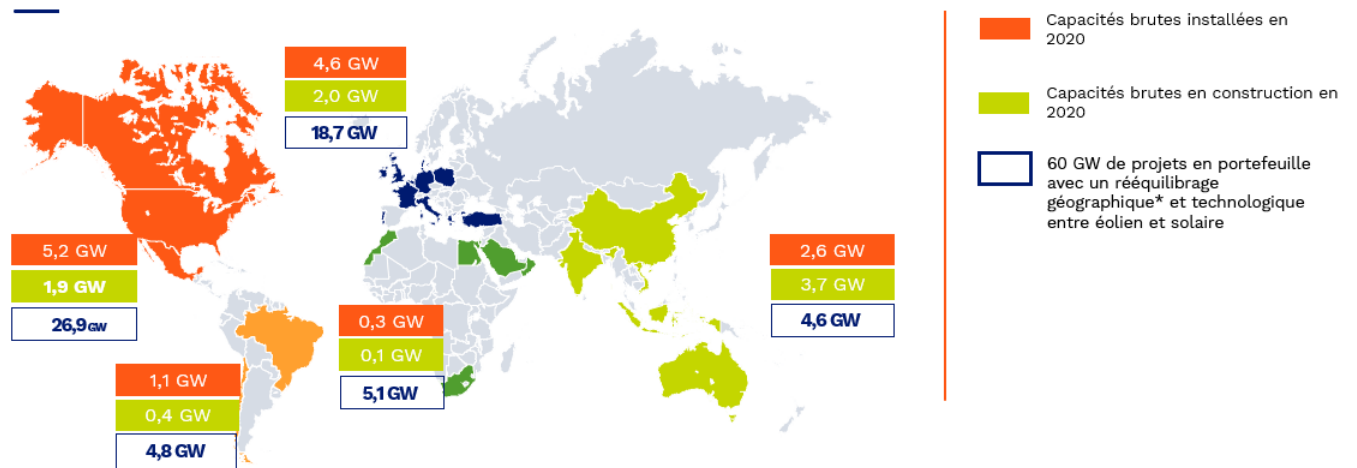 4,6 GW
2,0 GW
18,7 GW
5,2 GW
1,9 GW
26,9 GW
1,1 GW
0,4 GW
4,8 GW
0,3 GW
0,1 GW
5,1 GW
2,6 GW
3,7 GW
4,6 GW
Capacités brutes installées en
2020
Capacités brutes en construction en
2020
60 GW de projets en portefeuille
avec un rééquilibrage
géographique* et technologique
entre éolien et solaire